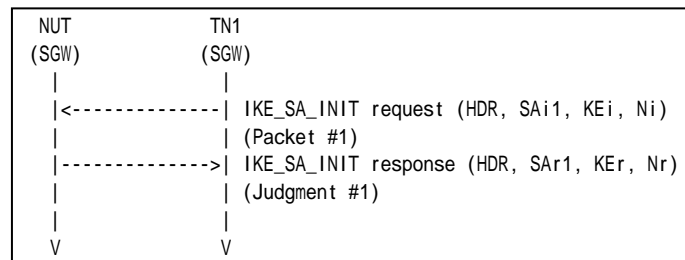 NUT TN1
(SGW) (SGW)
| |
|<--------------| IKE_SA_INIT request (HDR, SAi1, KEi, Ni)
| | (Packet #1)
|-------------->| IKE_SA_INIT response (HDR, SAr1, KEr, Nr)
| | (Judgment #1)
| |
V V